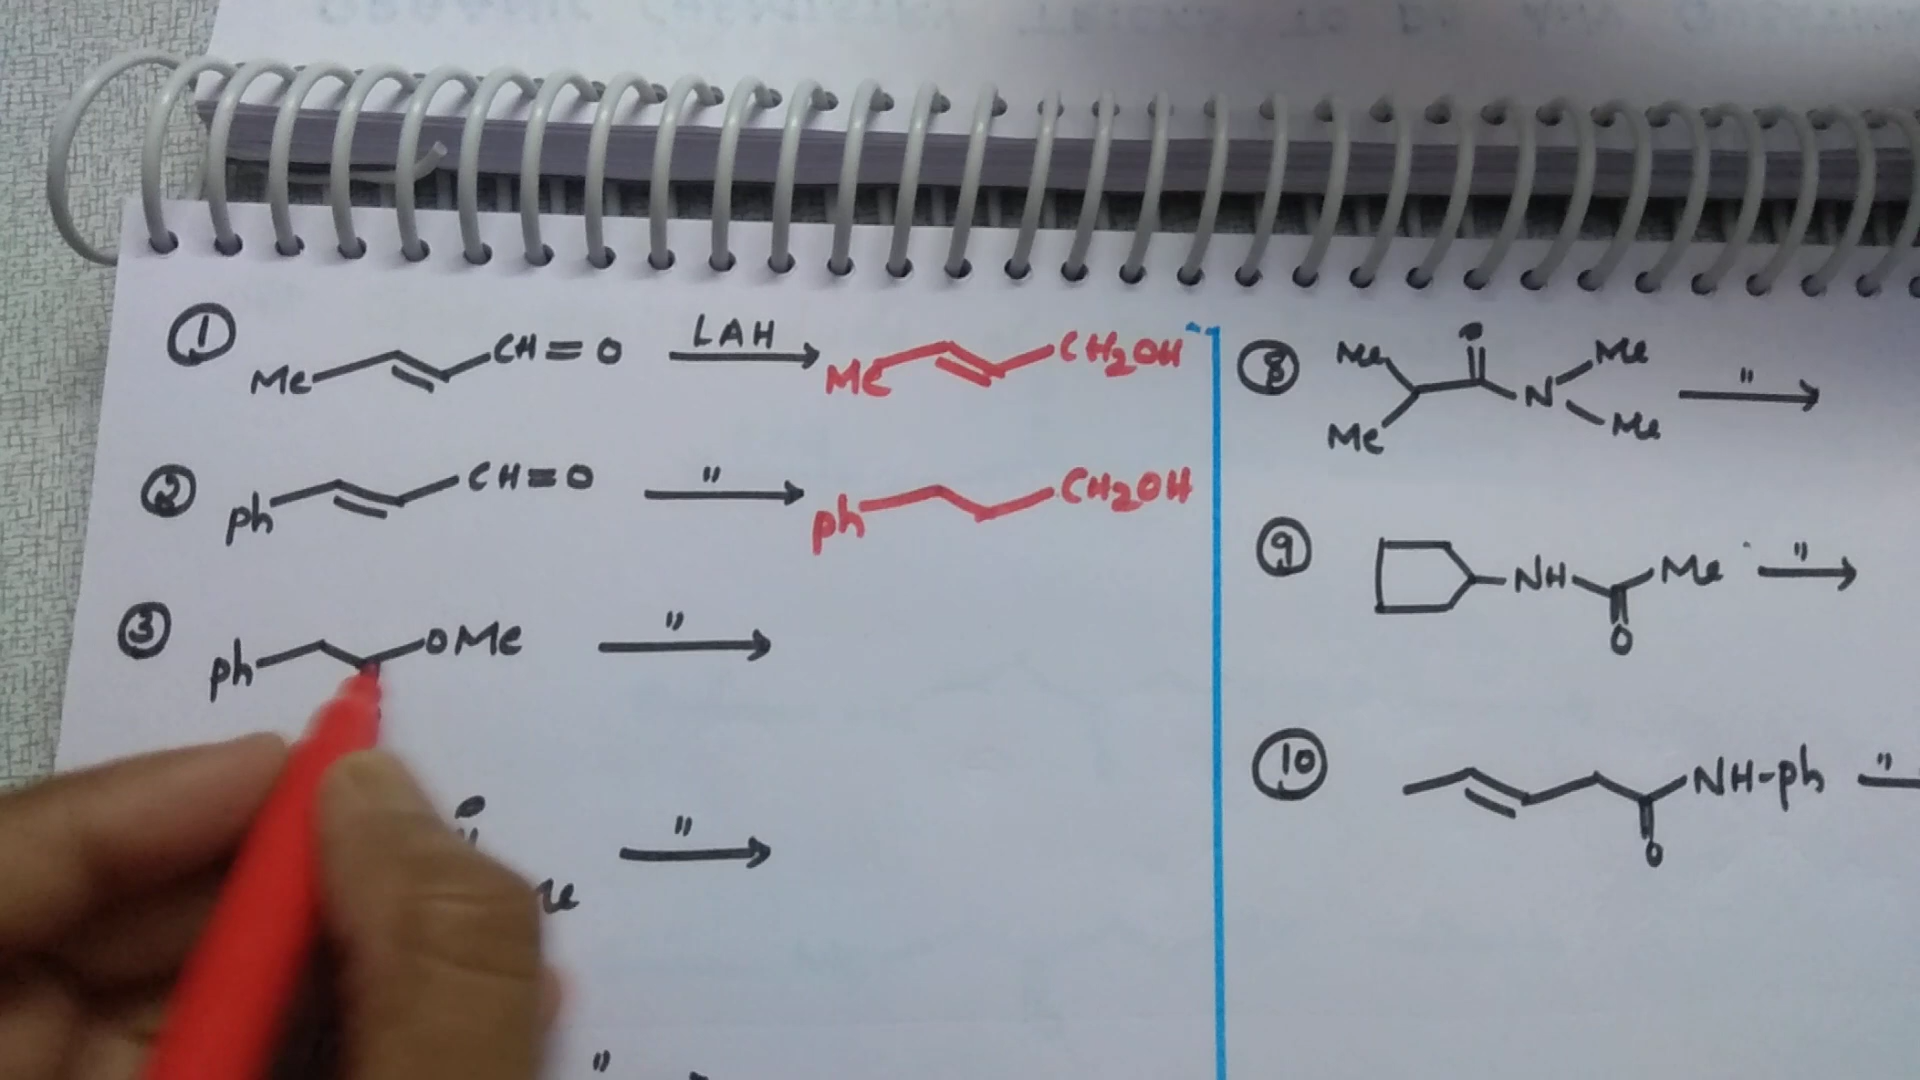 ① Me CH=O LAH → Me CH2OH
② ph CH=O " → ph CH2OH
③ ph OMe " →
O " →
"
⑧ Me Me O N Me Me " →
⑨ NH Me O " →
⑩ NH-ph O "